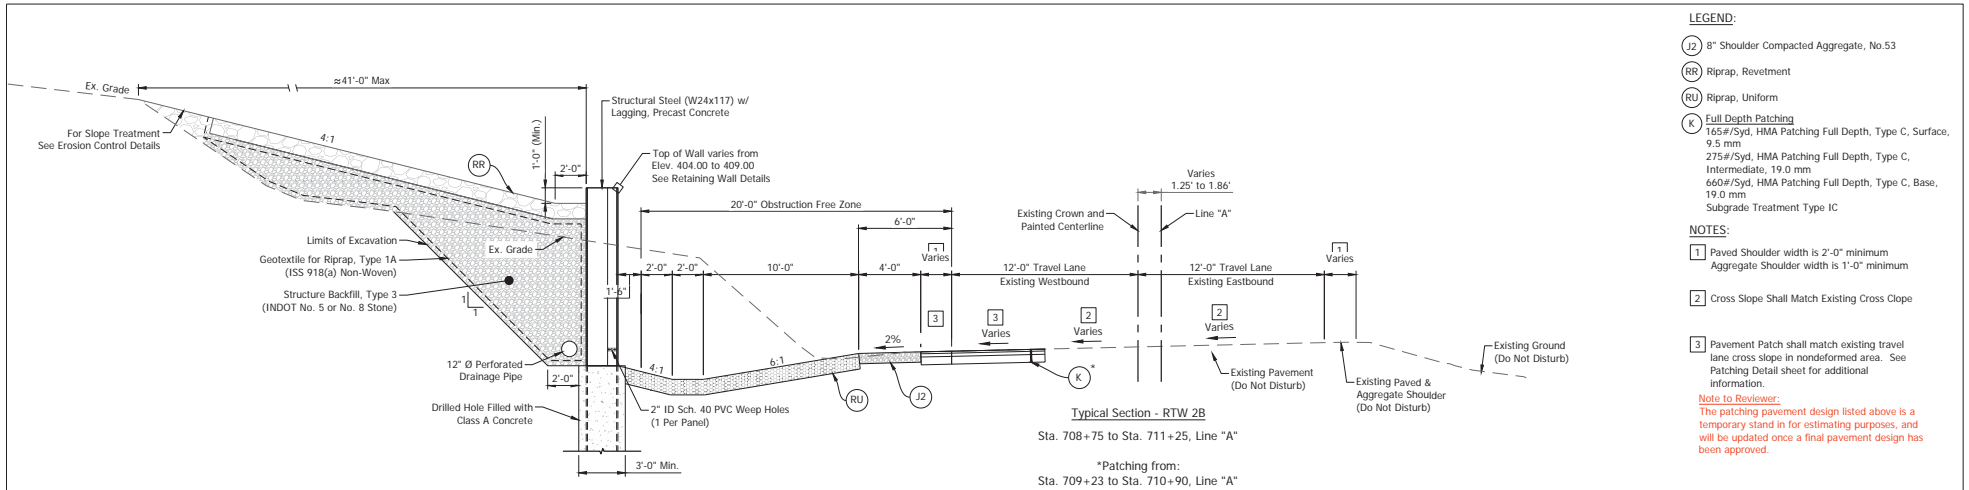 Ex. Grade
≈41'-0" Max
For Slope Treatment
See Erosion Control Details
4:1
RR
2'-0"
1'-0" (Min.)
Structural Steel (W24x117) w/
Lagging, Precast Concrete
Top of Wall varies from
Elev. 404.00 to 409.00
See Retaining Wall Details
Limits of Excavation
Geotextile for Riprap, Type 1A
(ISS 918(a) Non-Woven)
Structure Backfill, Type 3
(INDOT No. 5 or No. 8 Stone)
1
1
Ex. Grade
12" Ø Perforated
Drainage Pipe
2'-0"
Drilled Hole Filled with
Class A Concrete
3'-0" Min.
2" ID Sch. 40 PVC Weep Holes
(1 Per Panel)
20'-0" Obstruction Free Zone
6'-0"
1'-6"
2'-0"
2'-0"
10'-0"
4'-0"
1
Varies
12'-0" Travel Lane
Existing Westbound
12'-0" Travel Lane
Existing Eastbound
1
Varies
Existing Crown and
Painted Centerline
Varies
1.25' to 1.86'
Line "A"
4:1
6:1
2%
3
3
Varies
2
Varies
2
Varies
RU
J2
K
*
Existing Pavement
(Do Not Disturb)
Existing Paved &
Aggregate Shoulder
(Do Not Disturb)
Existing Ground
(Do Not Disturb)
Typical Section - RTW 2B
Sta. 708+75 to Sta. 711+25, Line "A"
*Patching from:
Sta. 709+23 to Sta. 710+90, Line "A"
LEGEND:
J2 8" Shoulder Compacted Aggregate, No.53
RR Riprap, Revetment
RU Riprap, Uniform
K Full Depth Patching
165#/Syd, HMA Patching Full Depth, Type C, Surface,
9.5 mm
275#/Syd, HMA Patching Full Depth, Type C,
Intermediate, 19.0 mm
660#/Syd, HMA Patching Full Depth, Type C, Base,
19.0 mm
Subgrade Treatment Type IC
NOTES:
1 Paved Shoulder width is 2'-0" minimum
Aggregate Shoulder width is 1'-0" minimum
2 Cross Slope Shall Match Existing Cross Clope
3 Pavement Patch shall match existing travel
lane cross slope in nondeformed area. See
Patching Detail sheet for additional
information.
Note to Reviewer:
The patching pavement design listed above is a
temporary stand in for estimating purposes, and
will be updated once a final pavement design has
been approved.